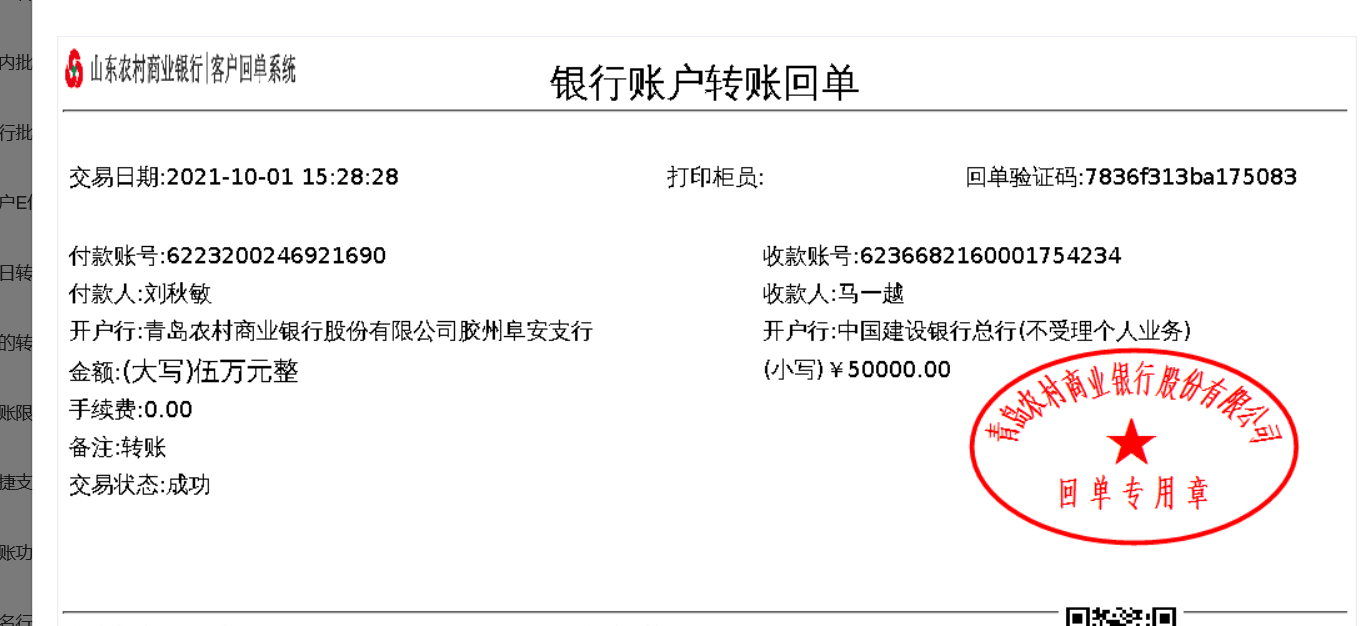 内批
行批
户E
日转
的转
账限
捷支
账功
名行
山东农村商业银行|客户回单系统
银行账户转账回单
交易日期:2021-10-01 15:28:28 打印柜员: 回单验证码:7836f313ba175083
付款账号:6223200246921690 收款账号:6236682160001754234
付款人:刘秋敏 收款人:马一越
开户行:青岛农村商业银行股份有限公司胶州阜安支行 开户行:中国建设银行总行(不受理个人业务)
金额:(大写)伍万元整 (小写)￥50000.00
手续费:0.00
备注:转账
交易状态:成功
青岛农村商业银行股份有限公司
回单专用章